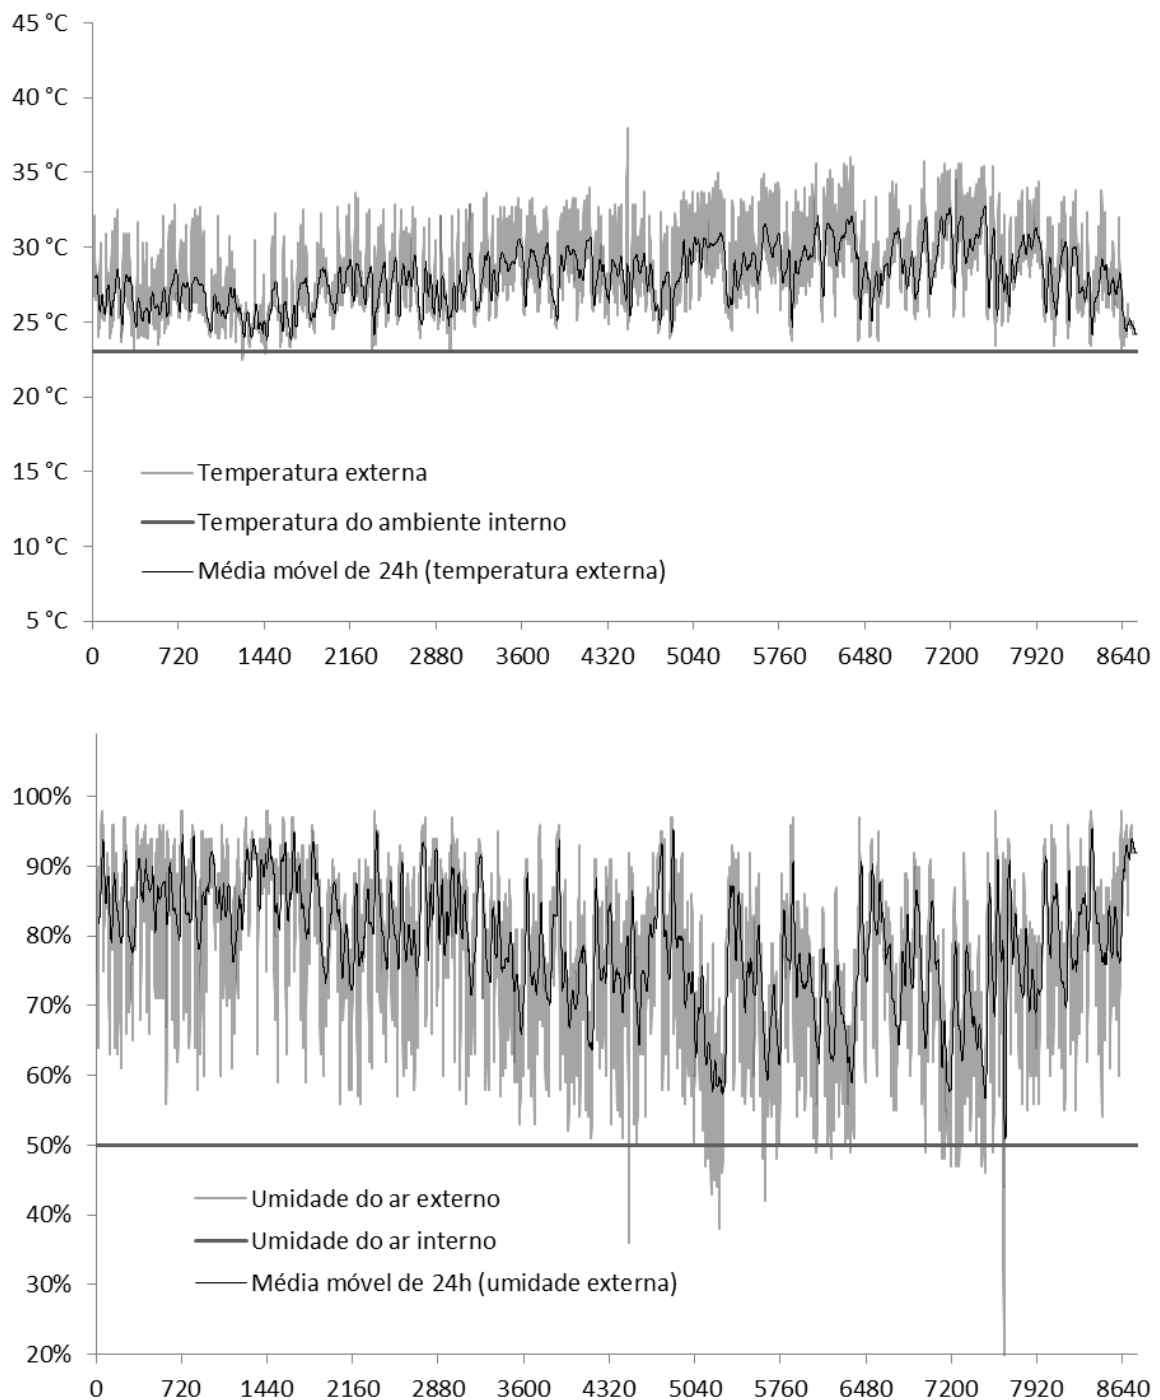 45 °C
40 °C
35 °C
30 °C
25 °C
20 °C
15 °C
10 °C
5 °C
Temperatura externa
Temperatura do ambiente interno
Média móvel de 24h (temperatura externa)
0 720 1440 2160 2880 3600 4320 5040 5760 6480 7200 7920 8640
100%
90%
80%
70%
60%
50%
40%
30%
20%
Umidade do ar externo
Umidade do ar interno
Média móvel de 24h (umidade externa)
0 720 1440 2160 2880 3600 4320 5040 5760 6480 7200 7920 8640